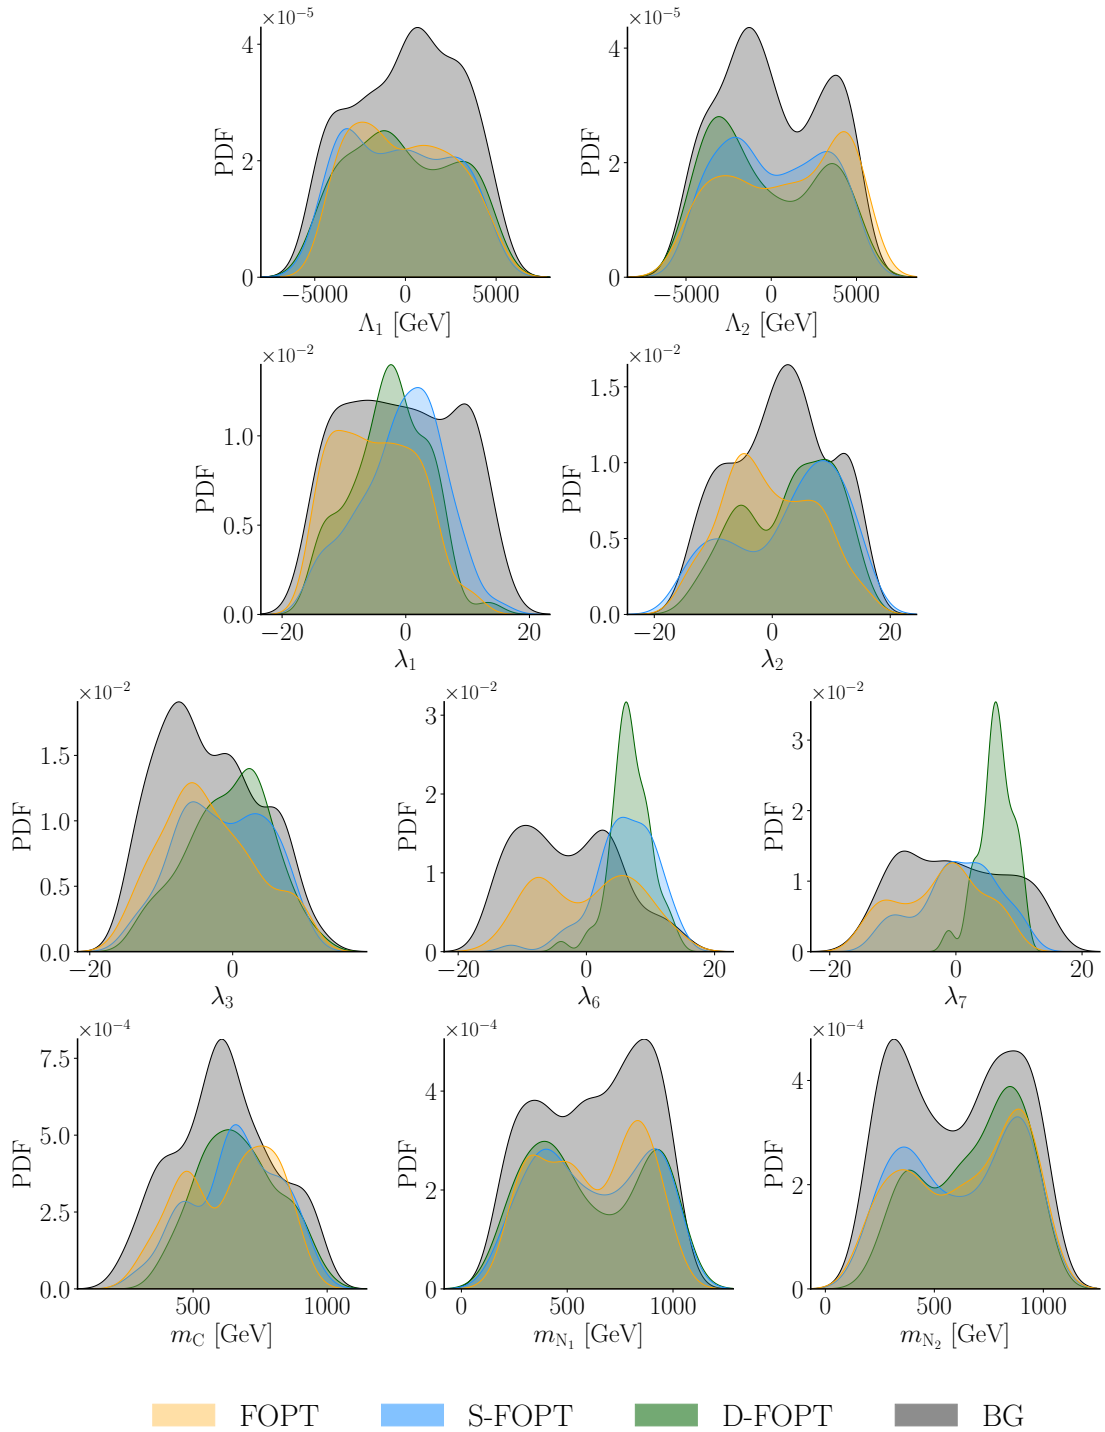 ×10⁻⁵ ×10⁻⁵
PDF 4 2 0 −5000 0 5000 Λ₁ [GeV]
PDF 4 2 0 −5000 0 5000 Λ₂ [GeV]
×10⁻² ×10⁻²
PDF 1.0 0.5 0.0 −20 0 20 λ₁
PDF 1.5 1.0 0.5 0.0 −20 0 20 λ₂
×10⁻² ×10⁻² ×10⁻²
PDF 1.5 1.0 0.5 0.0 −20 0 λ₃
PDF 3 2 1 0 −20 0 20 λ₆
PDF 3 2 1 0 −20 0 20 λ₇
×10⁻⁴ ×10⁻⁴ ×10⁻⁴
PDF 7.5 5.0 2.5 0.0 500 1000 m_C [GeV]
PDF 4 2 0 0 500 1000 m_N₁ [GeV]
PDF 4 2 0 0 500 1000 m_N₂ [GeV]
FOPT S-FOPT D-FOPT BG